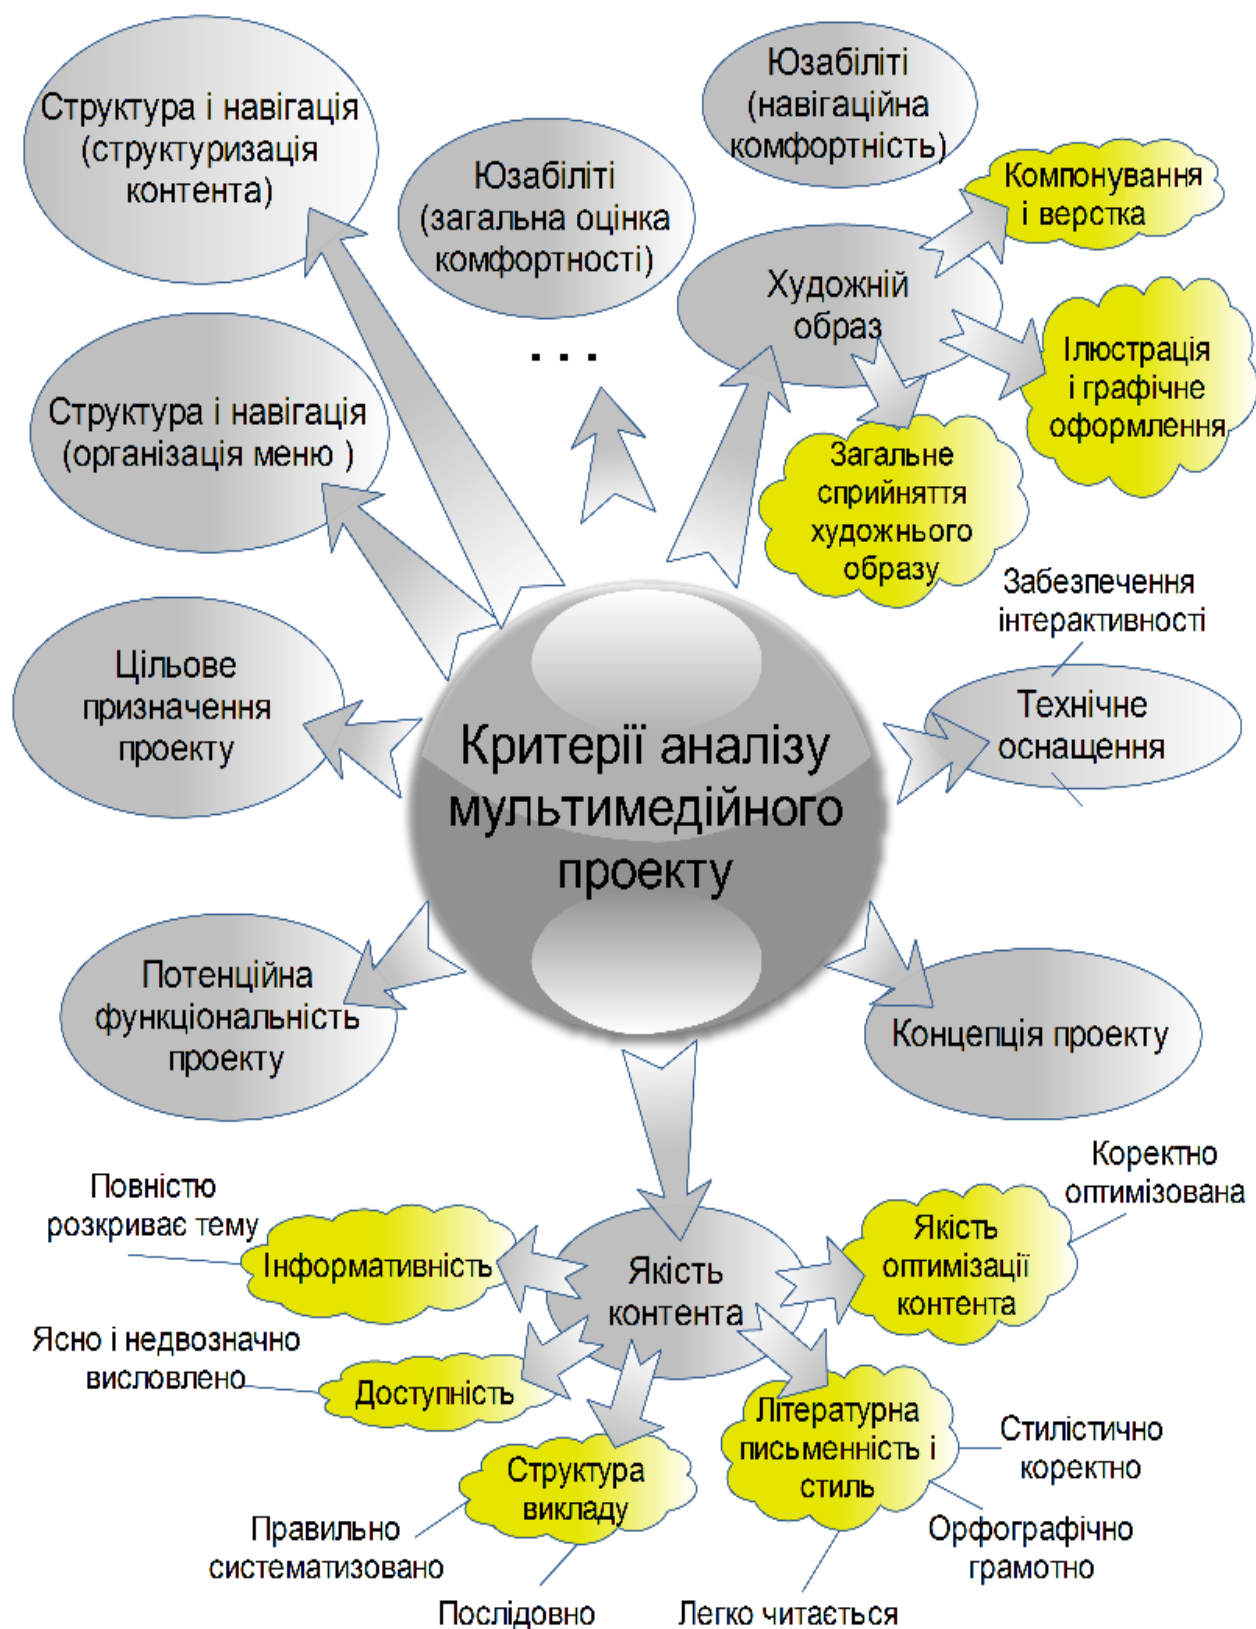 Структура і навігація
(структуризація
контента)
Юзабіліті
(загальна оцінка
комфортності)
Юзабіліті
(навігаційна
комфортність)
Компонування
і верстка
Художній
образ
Ілюстрація
і графічне
оформлення
Загальне
сприйняття
художнього
образу
. . .
Структура і навігація
(організація меню )
Забезпечення
інтерактивності
Технічне
оснащення
Цільове
призначення
проекту
Критерії аналізу
мультимедійного
проекту
Потенційна
функціональність
проекту
Концепція проекту
Якість
контента
Повністю
розкриває тему
Інформативність
Коректно
оптимізована
Якість
оптимізації
контента
Ясно і недвозначно
висловлено
Доступність
Структура
викладу
Правильно
систематизовано
Послідовно
Літературна
письменність і
стиль
Стилістично
коректно
Орфографічно
грамотно
Легко читається